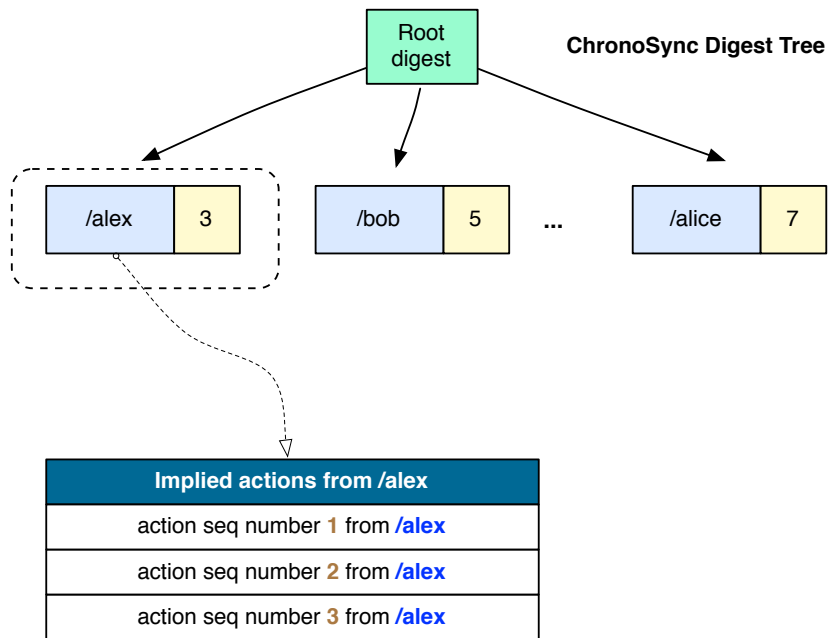 Root
digest
ChronoSync Digest Tree
/alex 3
/bob 5
...
/alice 7
Implied actions from /alex
action seq number 1 from /alex
action seq number 2 from /alex
action seq number 3 from /alex